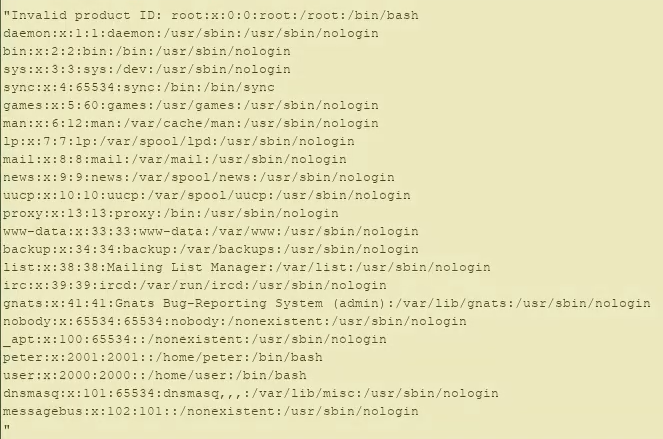 "Invalid product ID: root:x:0:0:root:/root:/bin/bash
daemon:x:1:1:daemon:/usr/sbin:/usr/sbin/nologin
bin:x:2:2:bin:/bin:/usr/sbin/nologin
sys:x:3:3:sys:/dev:/usr/sbin/nologin
sync:x:4:65534:sync:/bin:/bin/sync
games:x:5:60:games:/usr/games:/usr/sbin/nologin
man:x:6:12:man:/var/cache/man:/usr/sbin/nologin
lp:x:7:7:lp:/var/spool/lpd:/usr/sbin/nologin
mail:x:8:8:mail:/var/mail:/usr/sbin/nologin
news:x:9:9:news:/var/spool/news:/usr/sbin/nologin
uucp:x:10:10:uucp:/var/spool/uucp:/usr/sbin/nologin
proxy:x:13:13:proxy:/bin:/usr/sbin/nologin
www-data:x:33:33:www-data:/var/www:/usr/sbin/nologin
backup:x:34:34:backup:/var/backups:/usr/sbin/nologin
list:x:38:38:Mailing List Manager:/var/list:/usr/sbin/nologin
irc:x:39:39:ircd:/var/run/ircd:/usr/sbin/nologin
gnats:x:41:41:Gnats Bug-Reporting System (admin):/var/lib/gnats:/usr/sbin/nologin
nobody:x:65534:65534:nobody:/nonexistent:/usr/sbin/nologin
_apt:x:100:65534::/nonexistent:/usr/sbin/nologin
peter:x:2001:2001::/home/peter:/bin/bash
user:x:2000:2000::/home/user:/bin/bash
dnsmasq:x:101:65534:dnsmasq,,,:/var/lib/misc:/usr/sbin/nologin
messagebus:x:102:101::/nonexistent:/usr/sbin/nologin
"